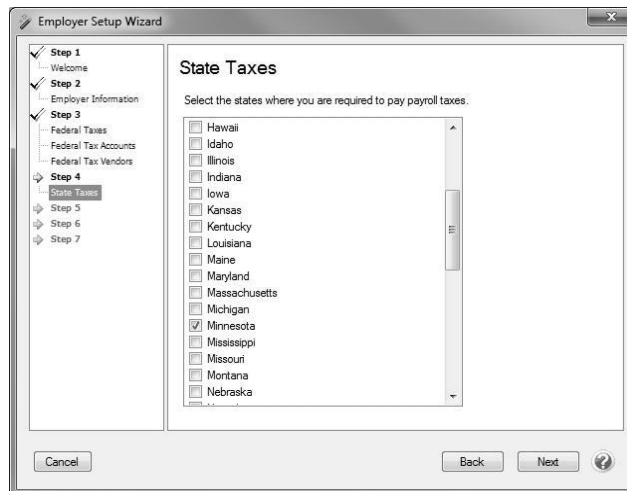 Employer Setup Wizard
Step 1
Welcome
Step 2
Employer Information
Step 3
Federal Taxes
Federal Tax Accounts
Federal Tax Vendors
Step 4
State Taxes
Step 5
Step 6
Step 7
State Taxes
Select the states where you are required to pay payroll taxes.
Hawaii
Idaho
Illinois
Indiana
Iowa
Kansas
Kentucky
Louisiana
Maine
Maryland
Massachusetts
Michigan
Minnesota
Mississippi
Missouri
Montana
Nebraska
Cancel
Back
Next